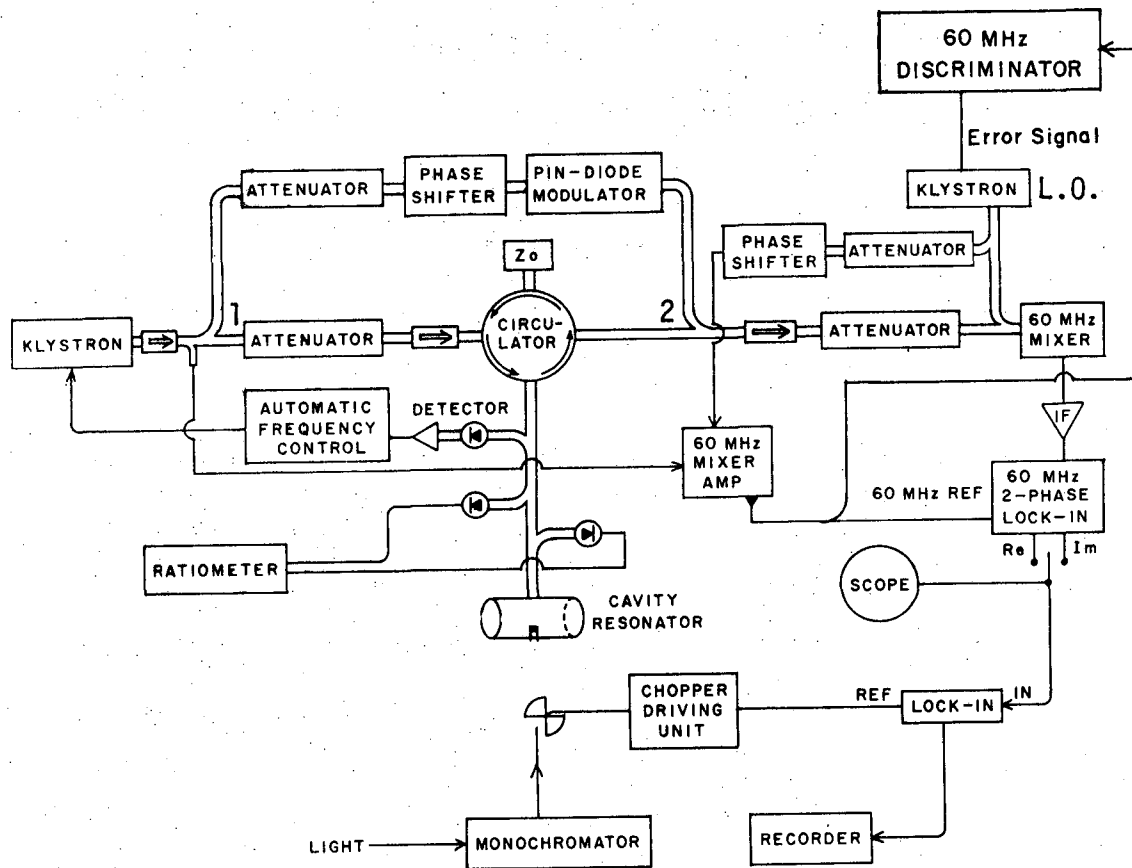 60 MHz
DISCRIMINATOR
Error Signal
KLYSTRON
L.O.
ATTENUATOR
PHASE
SHIFTER
PIN-DIODE
MODULATOR
PHASE
SHIFTER
ATTENUATOR
Zo
1
2
KLYSTRON
ATTENUATOR
CIRCU-
LATOR
ATTENUATOR
60 MHz
MIXER
AUTOMATIC
FREQUENCY
CONTROL
DETECTOR
IF
60 MHz
MIXER
AMP
60 MHz REF
60 MHz
2-PHASE
LOCK-IN
Re
Im
RATIOMETER
SCOPE
CAVITY
RESONATOR
CHOPPER
DRIVING
UNIT
REF
LOCK-IN
IN
LIGHT
MONOCHROMATOR
RECORDER